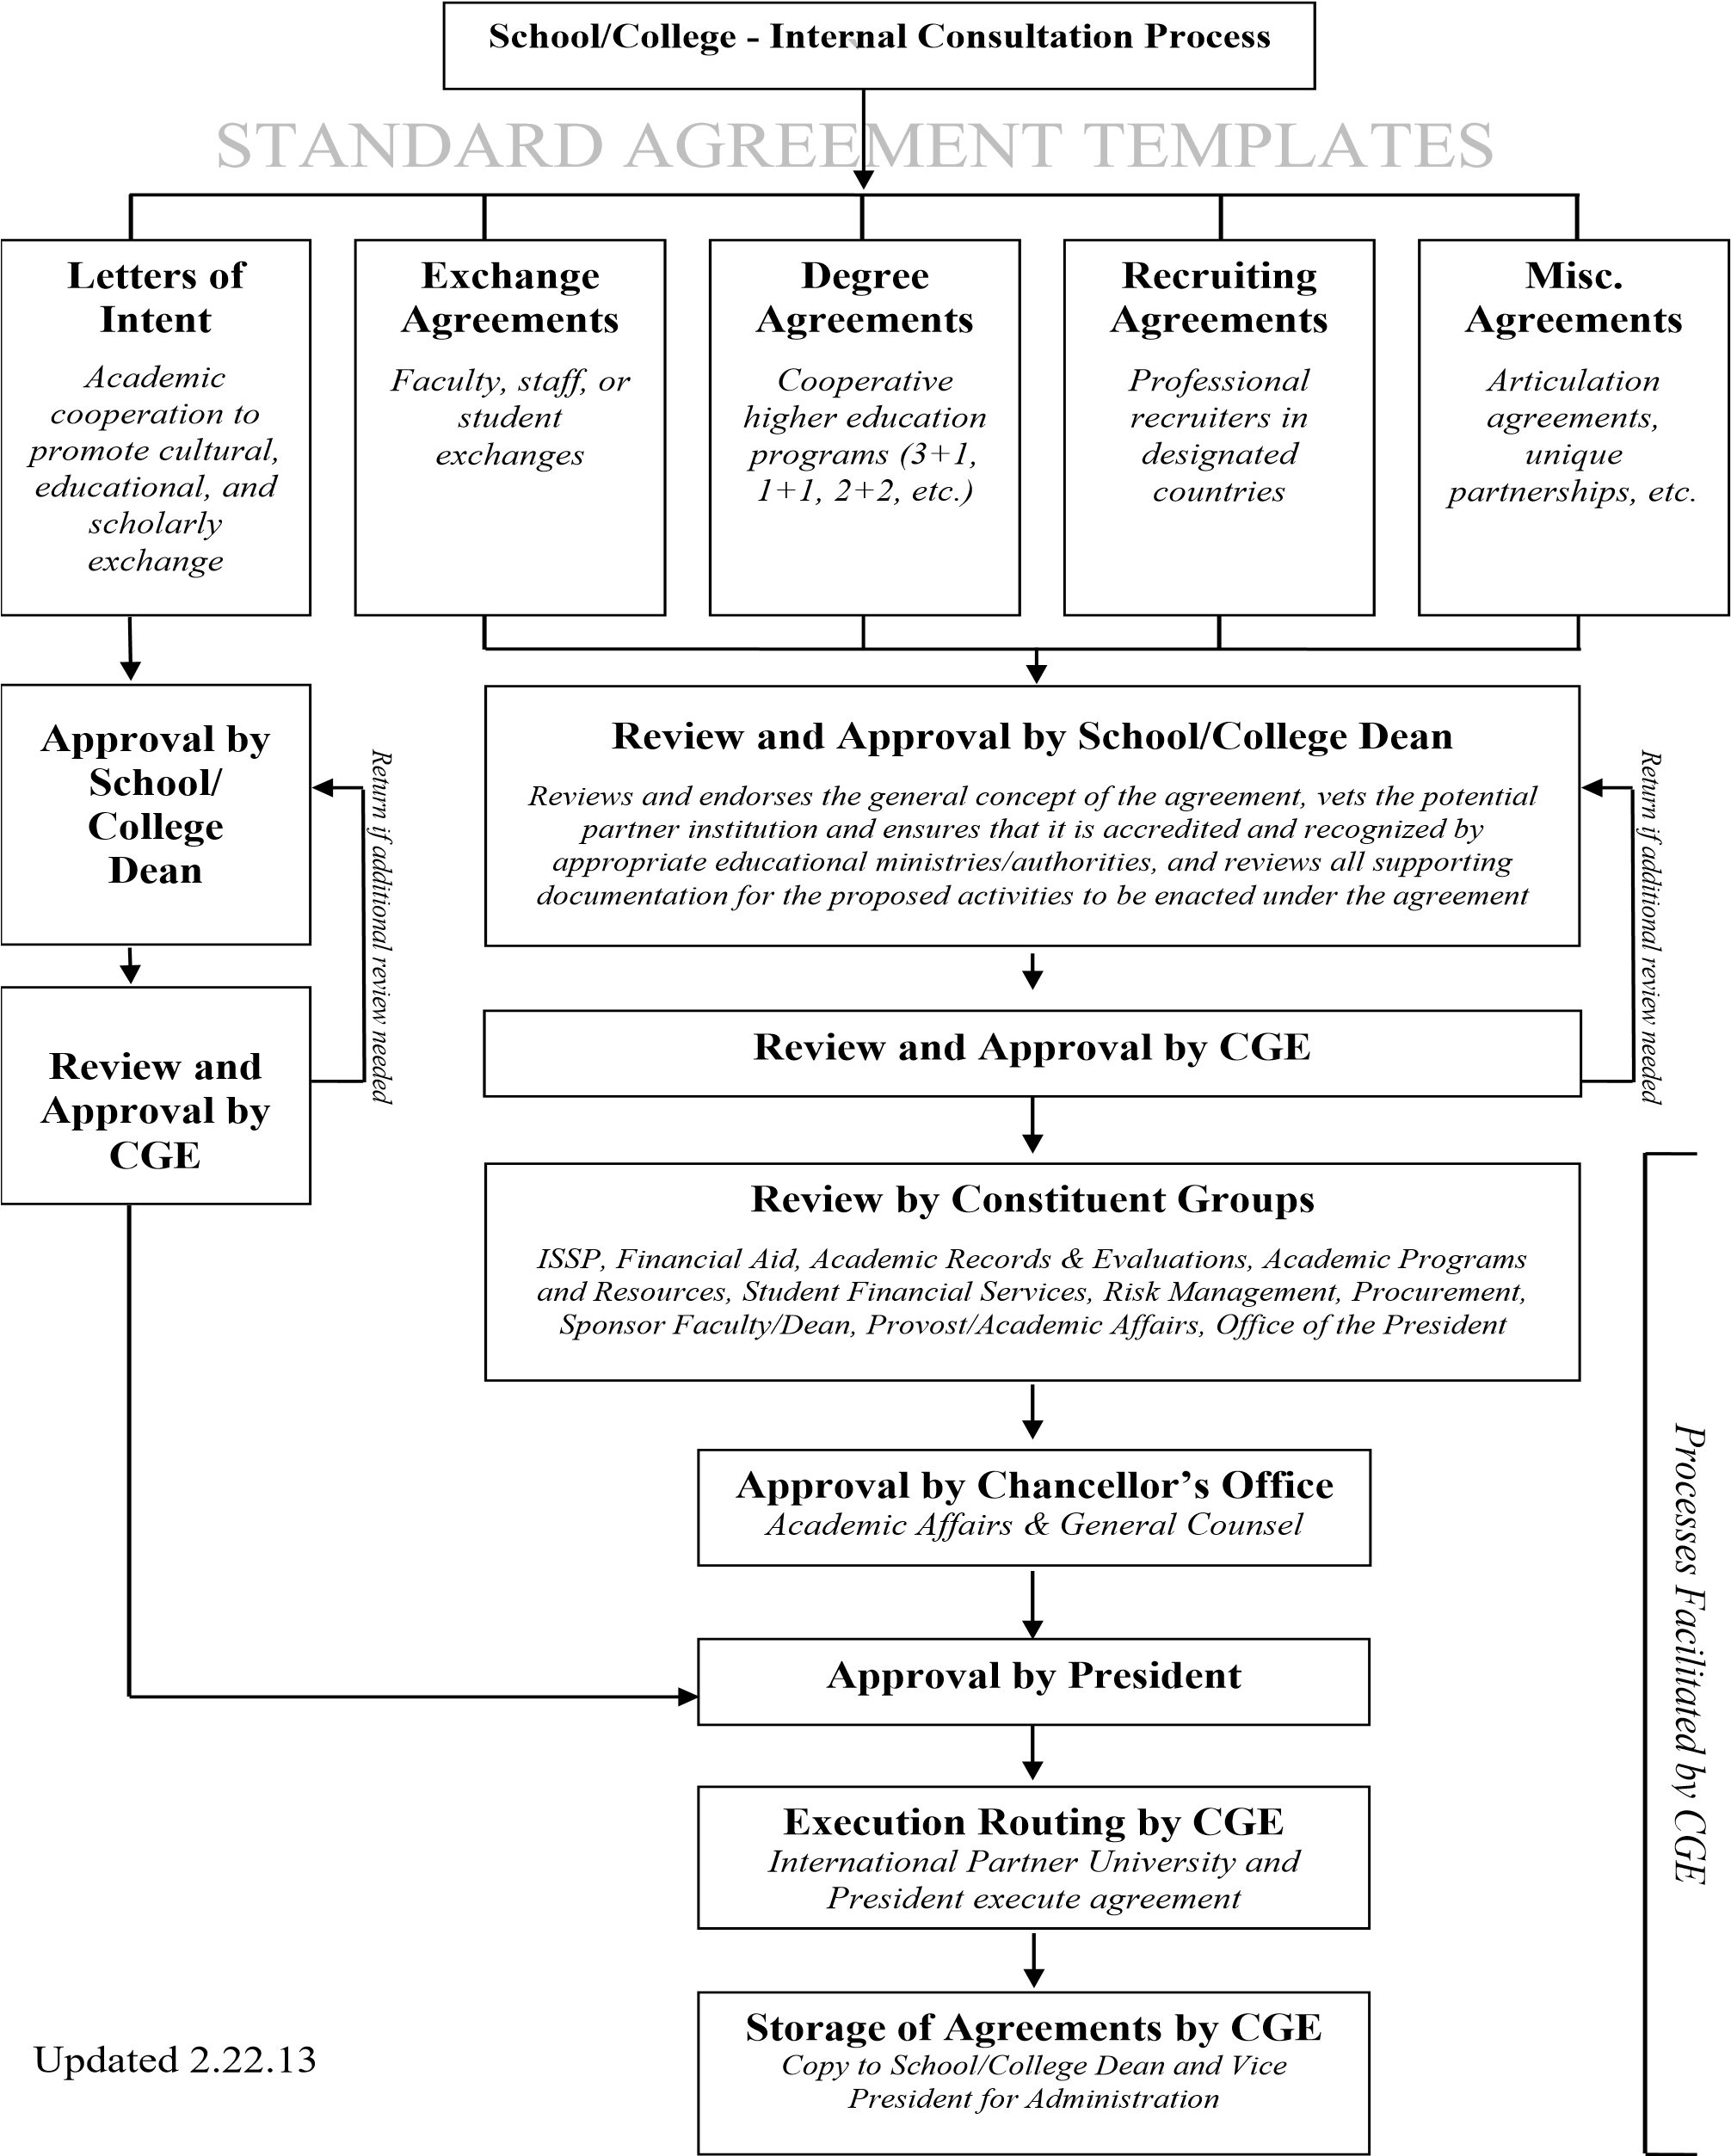 School/College - Internal Consultation Process
STANDARD AGREEMENT TEMPLATES
Letters of
Intent
Academic
cooperation to
promote cultural,
educational, and
scholarly
exchange
Exchange
Agreements
Faculty, staff, or
student
exchanges
Degree
Agreements
Cooperative
higher education
programs (3+1,
1+1, 2+2, etc.)
Recruiting
Agreements
Professional
recruiters in
designated
countries
Misc.
Agreements
Articulation
agreements,
unique
partnerships, etc.
Approval by
School/
College
Dean
Return if additional review needed
Review and
Approval by
CGE
Review and Approval by School/College Dean
Reviews and endorses the general concept of the agreement, vets the potential
partner institution and ensures that it is accredited and recognized by
appropriate educational ministries/authorities, and reviews all supporting
documentation for the proposed activities to be enacted under the agreement
Return if additional review needed
Review and Approval by CGE
Review by Constituent Groups
ISSP, Financial Aid, Academic Records & Evaluations, Academic Programs
and Resources, Student Financial Services, Risk Management, Procurement,
Sponsor Faculty/Dean, Provost/Academic Affairs, Office of the President
Approval by Chancellor’s Office
Academic Affairs & General Counsel
Approval by President
Execution Routing by CGE
International Partner University and
President execute agreement
Storage of Agreements by CGE
Copy to School/College Dean and Vice
President for Administration
Processes Facilitated by CGE
Updated 2.22.13